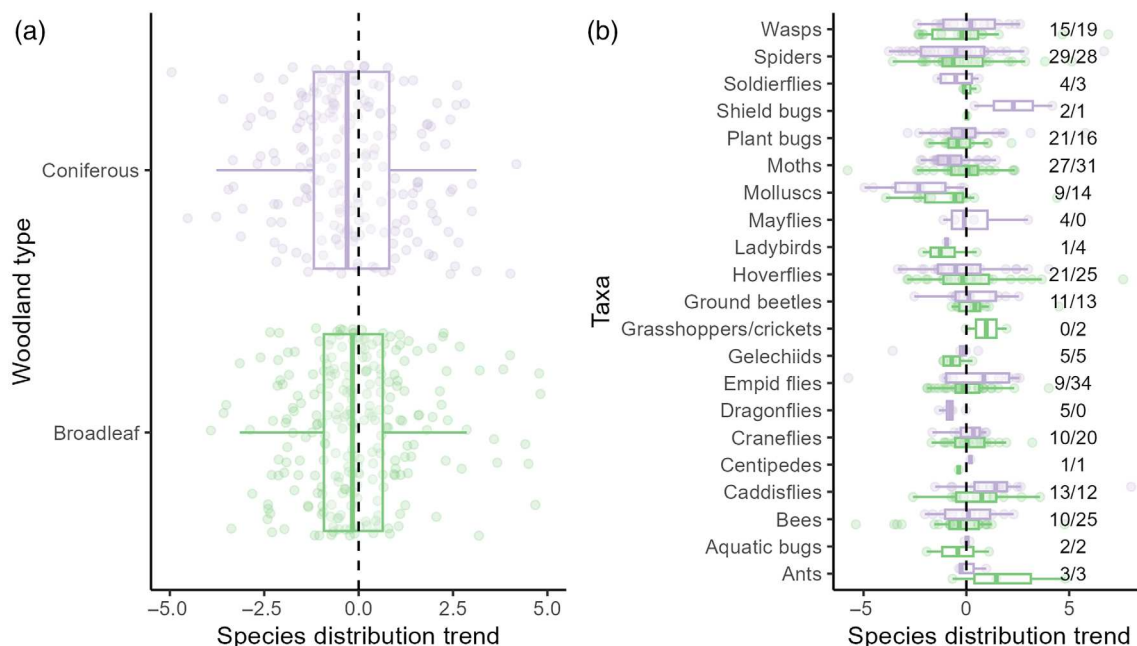 (a)
Woodland type
Coniferous
Broadleaf
−5.0 −2.5 0.0 2.5 5.0
Species distribution trend
(b)
Taxa
Wasps 15/19
Spiders 29/28
Soldierflies 4/3
Shield bugs 2/1
Plant bugs 21/16
Moths 27/31
Molluscs 9/14
Mayflies 4/0
Ladybirds 1/4
Hoverflies 21/25
Ground beetles 11/13
Grasshoppers/crickets 0/2
Gelechiids 5/5
Empid flies 9/34
Dragonflies 5/0
Craneflies 10/20
Centipedes 1/1
Caddisflies 13/12
Bees 10/25
Aquatic bugs 2/2
Ants 3/3
−5 0 5
Species distribution trend